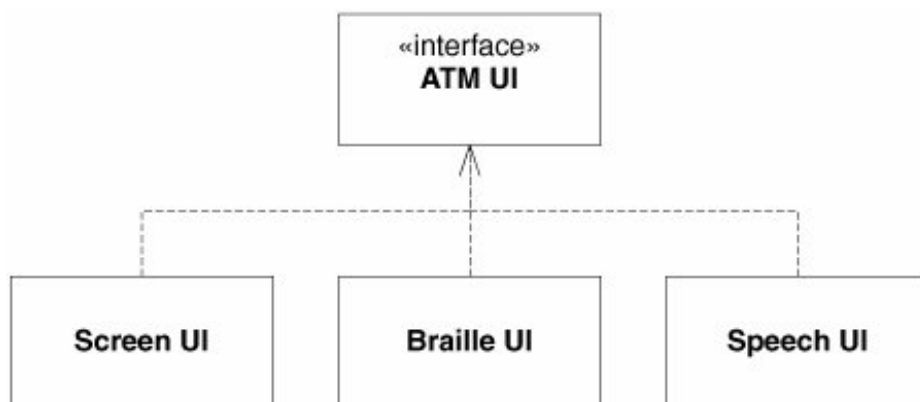 «interface»
ATM UI
Screen UI
Braille UI
Speech UI